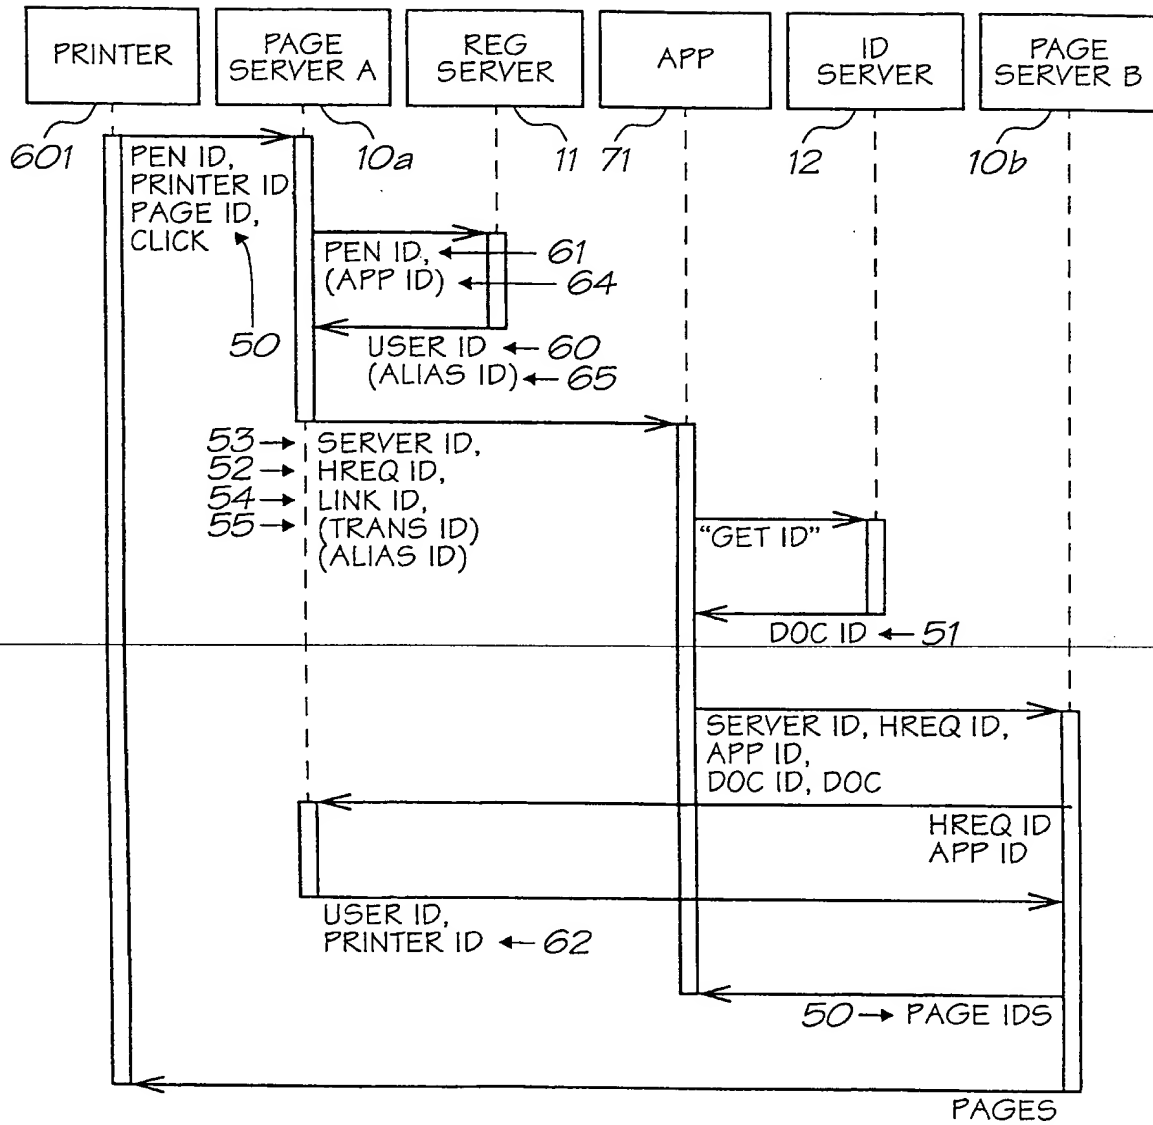 PRINTER
PAGE
SERVER A
REG
SERVER
APP
ID
SERVER
PAGE
SERVER B
601
10a
11
71
12
10b
PEN ID,
PRINTER ID
PAGE ID,
CLICK
50
PEN ID,
61
(APP ID)
64
USER ID
60
(ALIAS ID)
65
53
SERVER ID,
52
HREQ ID,
54
LINK ID,
55
(TRANS ID)
(ALIAS ID)
"GET ID"
DOC ID
51
SERVER ID, HREQ ID,
APP ID,
DOC ID, DOC
HREQ ID
APP ID
USER ID,
PRINTER ID
62
50
PAGE IDS
PAGES